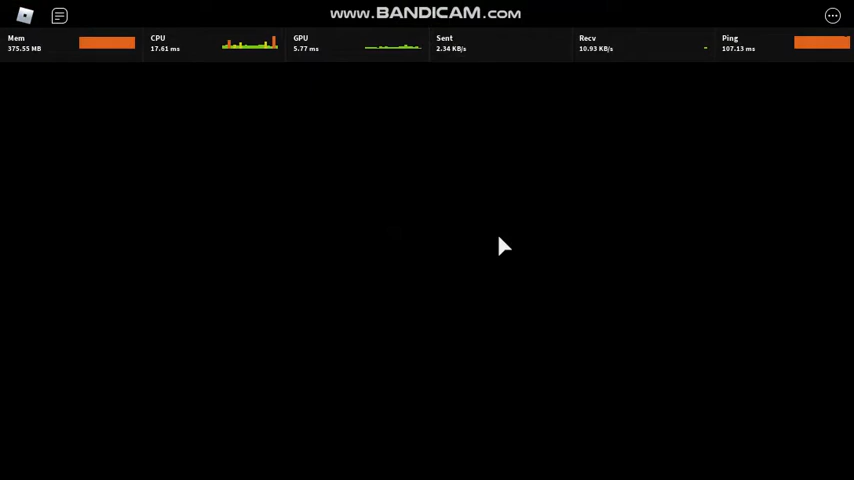 www.BANDICAM.com
Mem
375.55 MB
CPU
17.61 ms
GPU
5.77 ms
Sent
2.34 KB/s
Recv
10.93 KB/s
Ping
107.13 ms